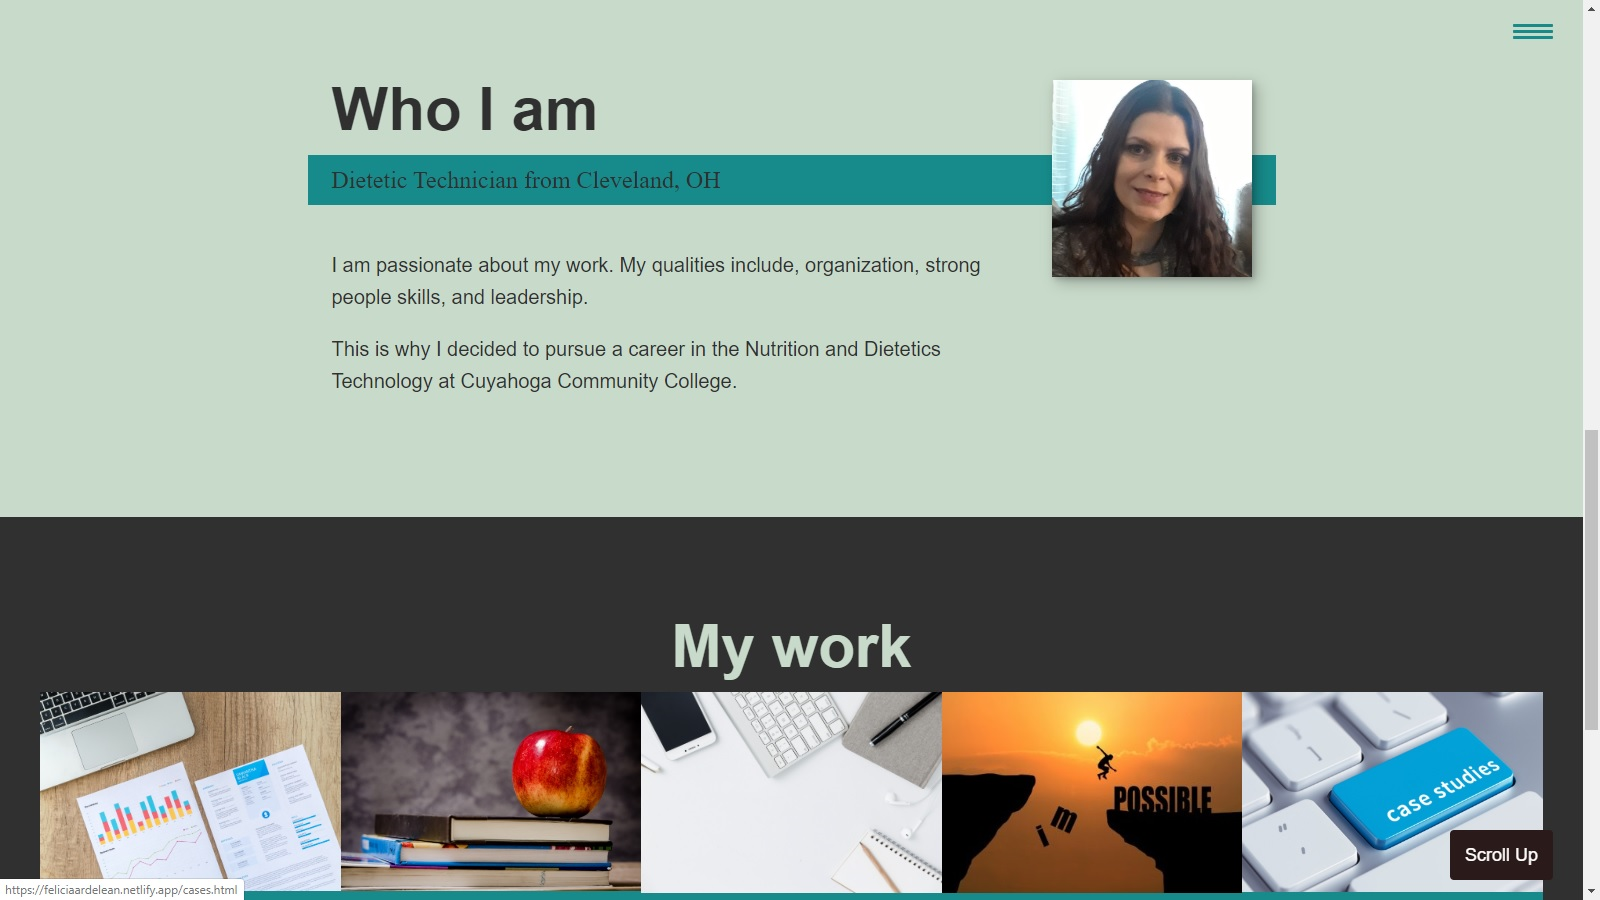 Who I am
Dietetic Technician from Cleveland, OH
I am passionate about my work. My qualities include, organization, strong
people skills, and leadership.
This is why I decided to pursue a career in the Nutrition and Dietetics
Technology at Cuyahoga Community College.
My work
im
POSSIBLE
case studies
Scroll Up
https://feliciaardelean.netlify.app/cases.html